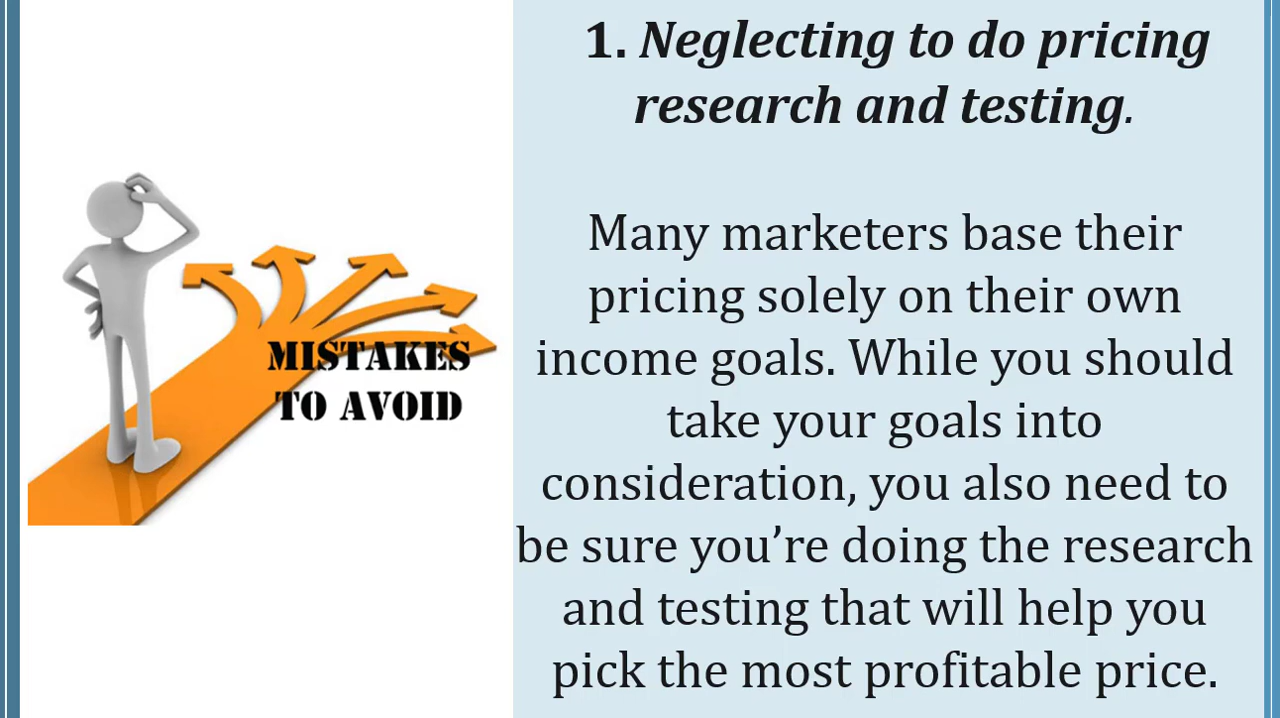 MISTAKES
TO AVOID
1. Neglecting to do pricing
research and testing.
Many marketers base their
pricing solely on their own
income goals. While you should
take your goals into
consideration, you also need to
be sure you’re doing the research
and testing that will help you
pick the most profitable price.